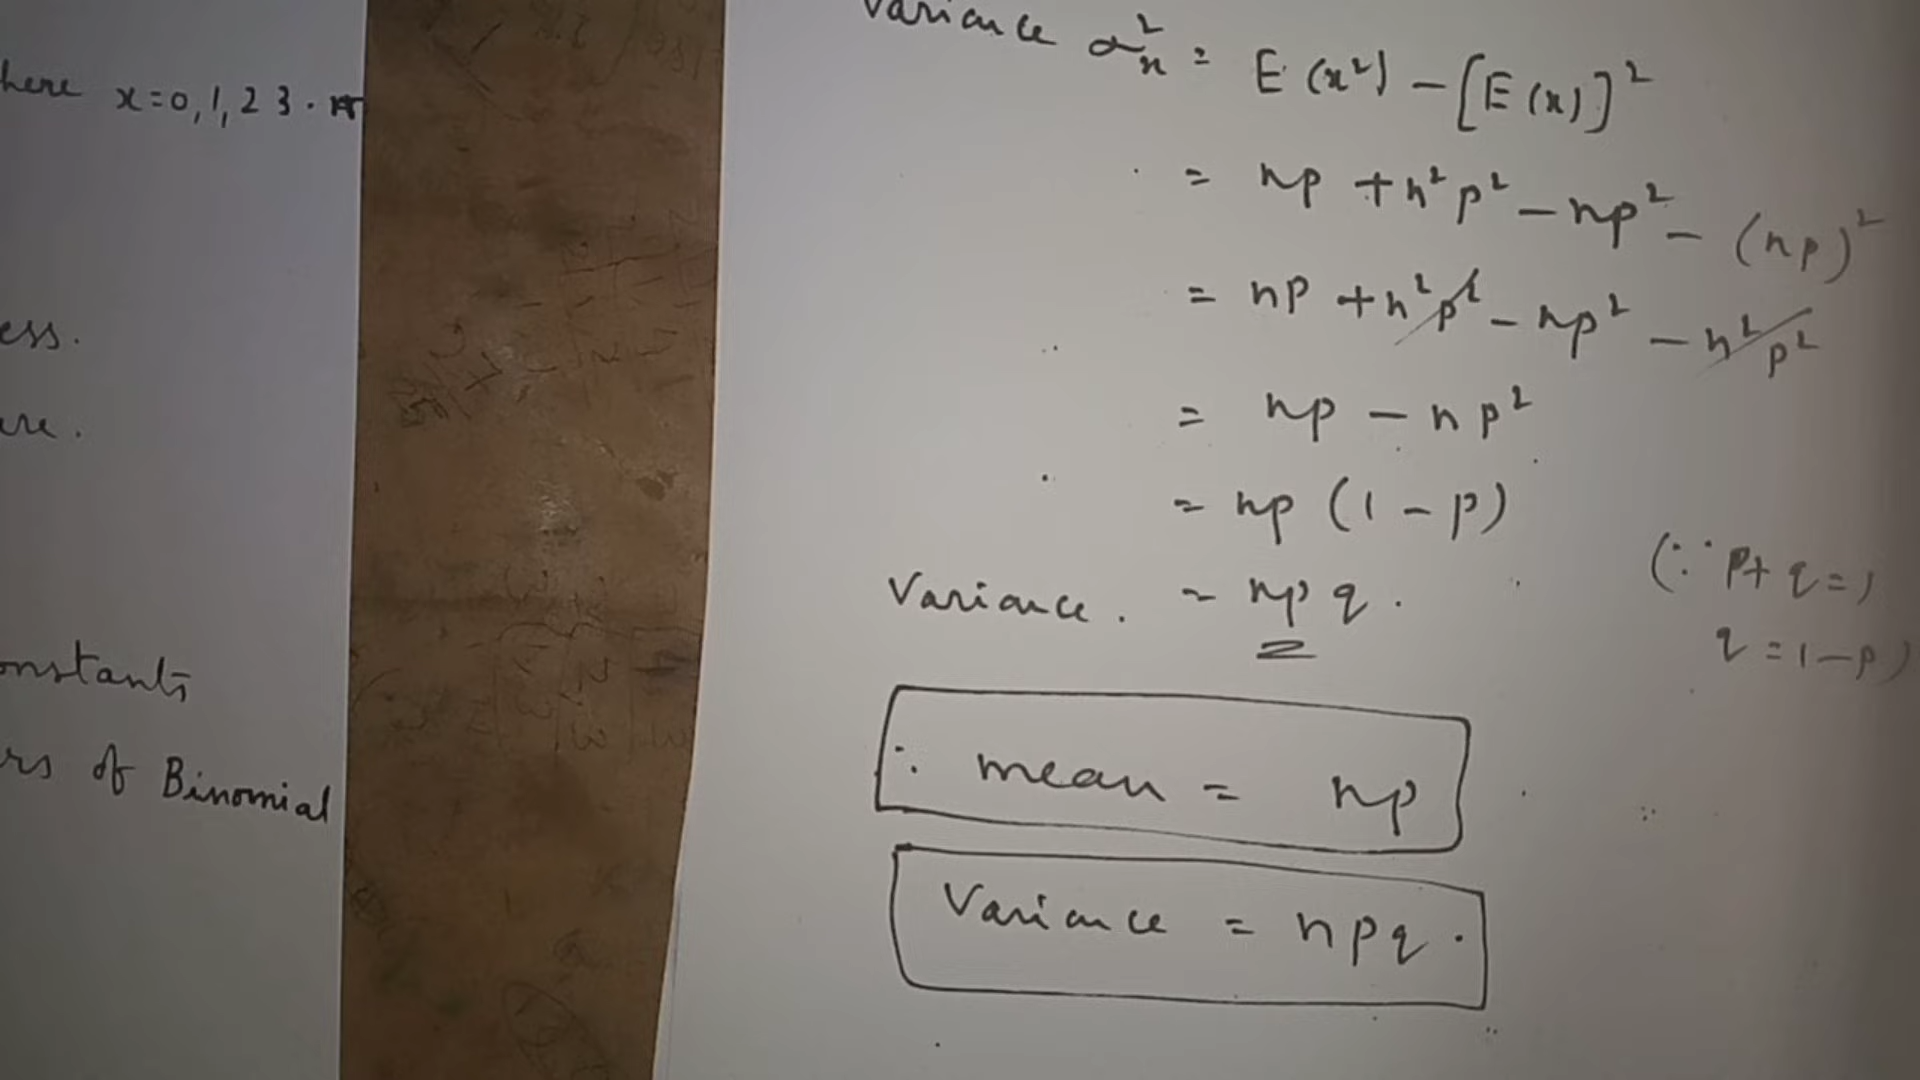 here x=0,1,2 3 . n
ess.
ure.
onstants
rs of Binomial
Variance σ²x = E(x²) - [E(x)]²
= np + n²p² - np² - (np)²
= np + n²p² - np² - n²p²
= np - np²
= np (1 - p)
Variance . = npq . (∵ p+q=1
q=1-p)
∴ mean = np
Variance = npq .